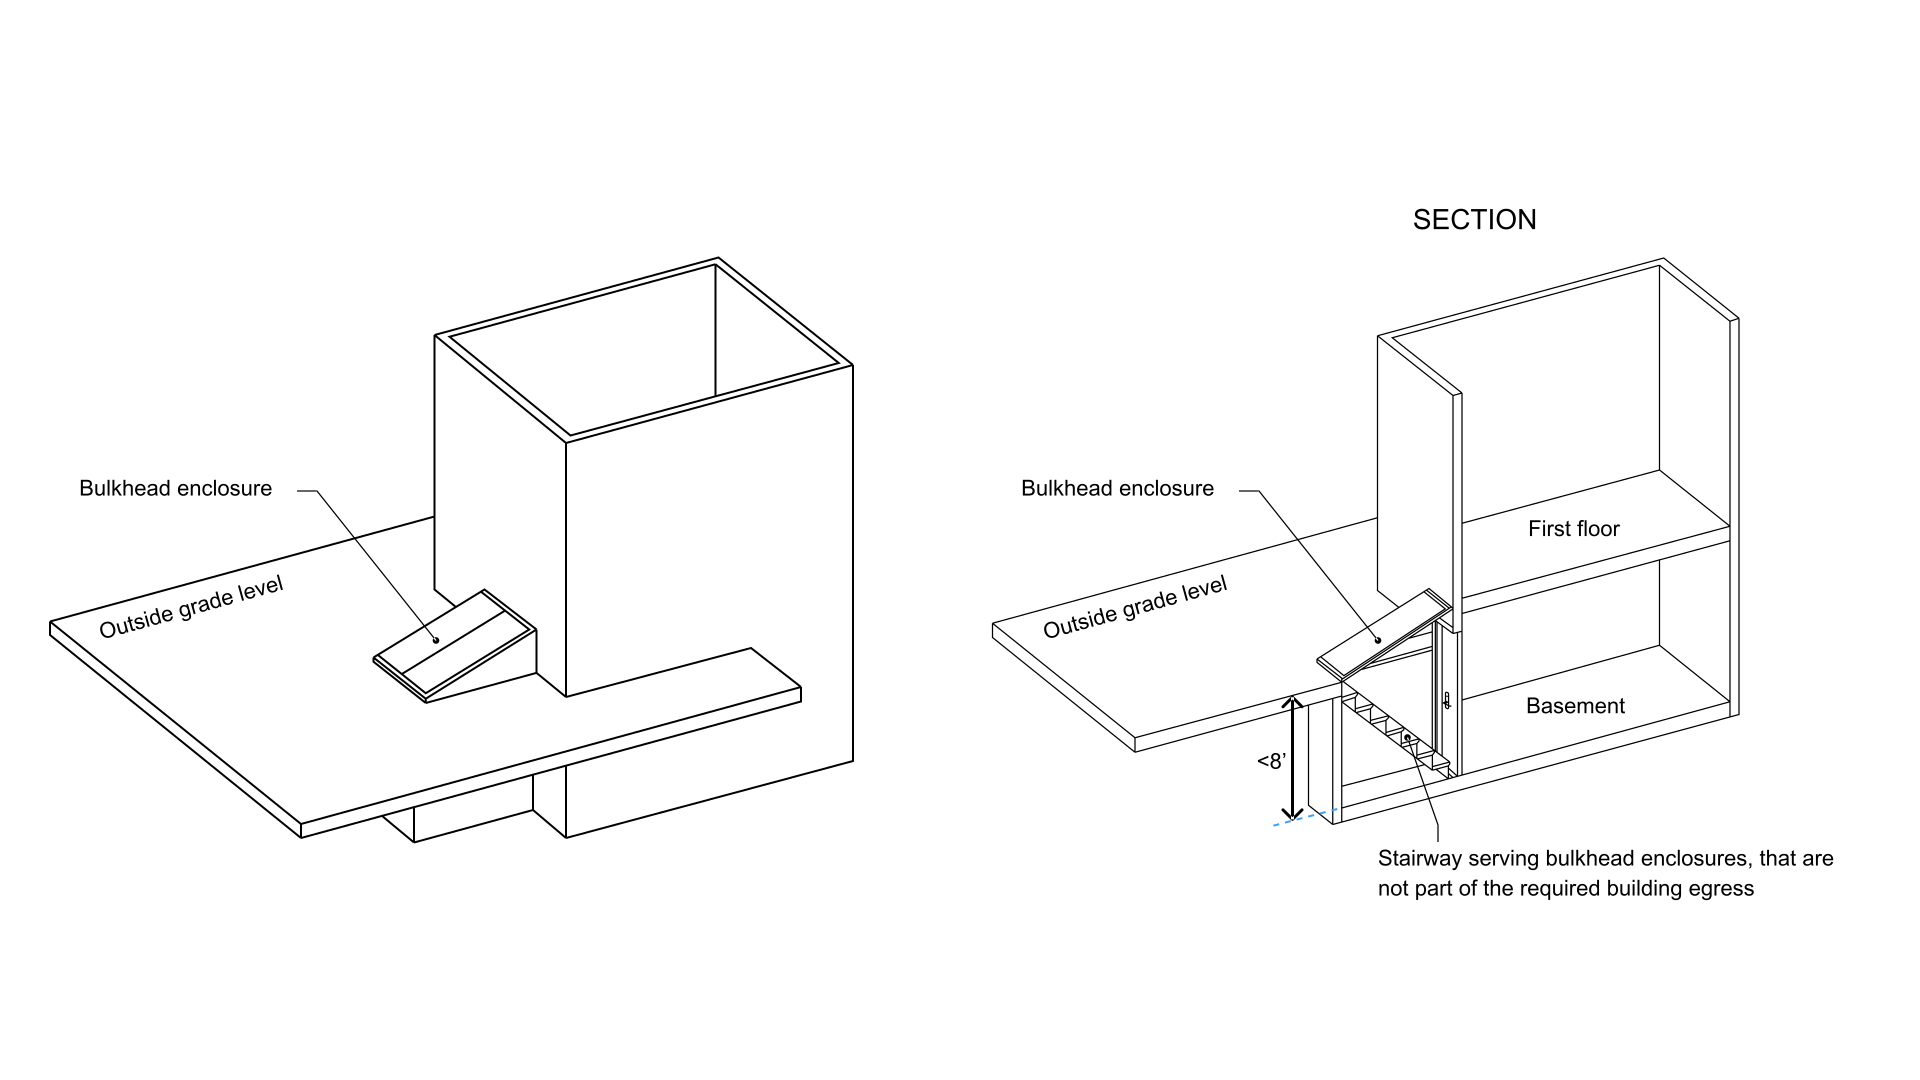 SECTION
Bulkhead enclosure
Outside grade level
Bulkhead enclosure
Outside grade level
First floor
Basement
<8’
Stairway serving bulkhead enclosures, that are
not part of the required building egress